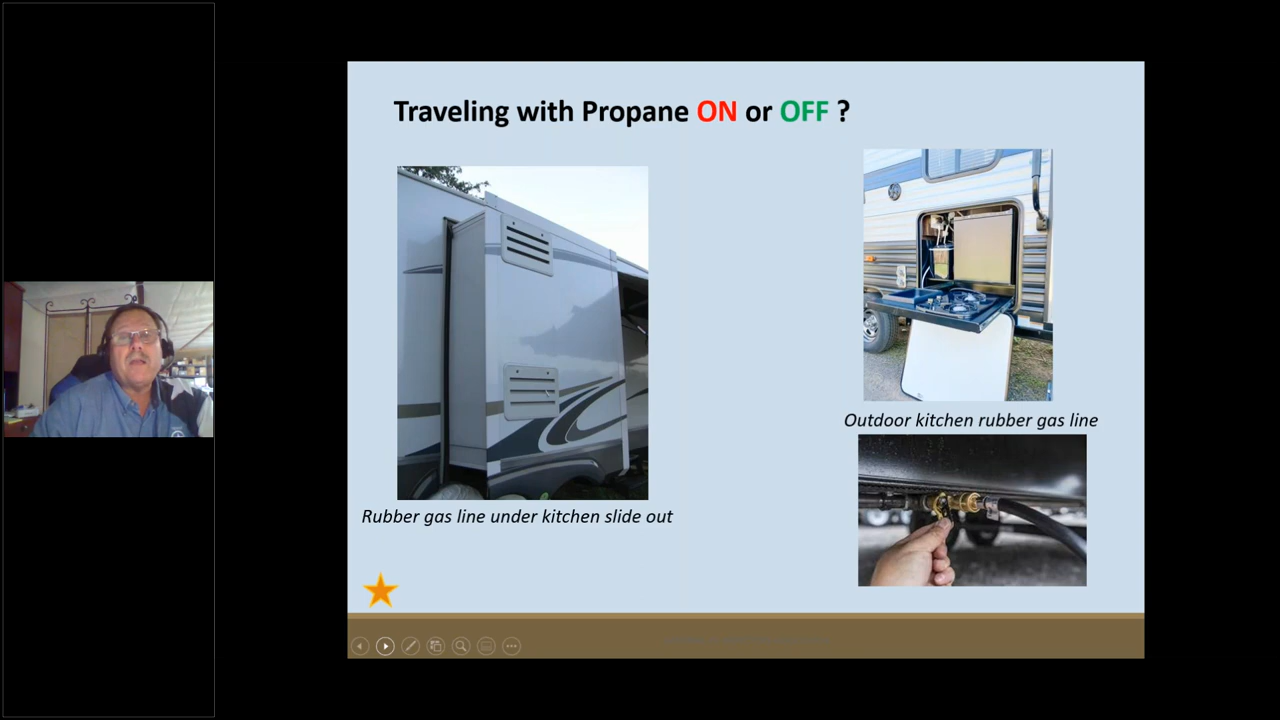 Traveling with Propane ON or OFF ?
Outdoor kitchen rubber gas line
Rubber gas line under kitchen slide out